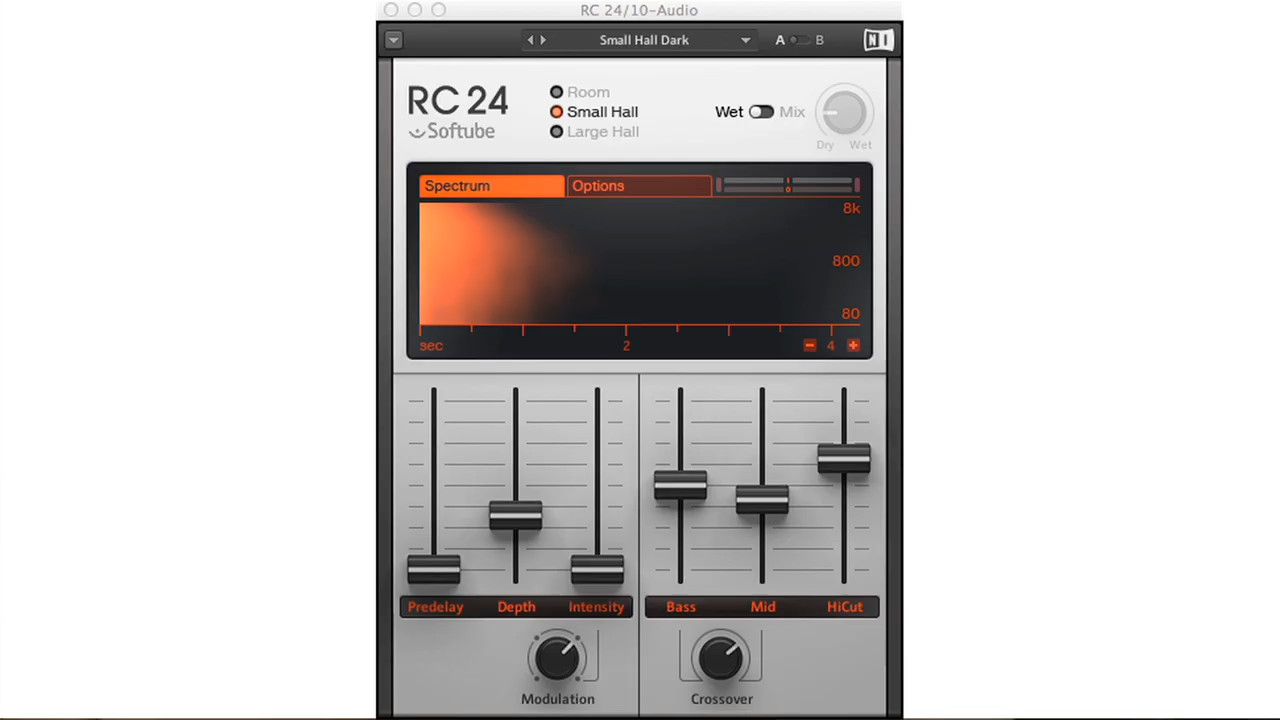 RC 24/10-Audio
Small Hall Dark
A B
NI
RC 24
Softube
Room
Small Hall
Large Hall
Wet Mix
Dry Wet
Spectrum Options
8k
800
80
sec 2 - 4 +
Predelay Depth Intensity Bass Mid HiCut
Modulation Crossover